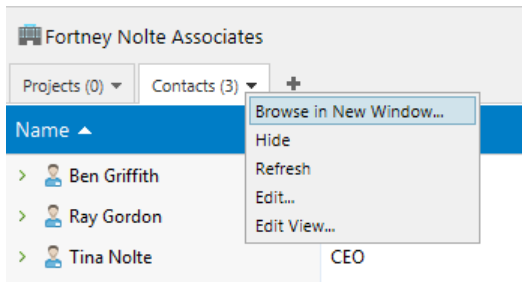 Fortney Nolte Associates
Projects (0) Contacts (3)
Browse in New Window...
Name
Hide
Ben Griffith
Refresh
Edit...
Ray Gordon
Edit View...
Tina Nolte CEO